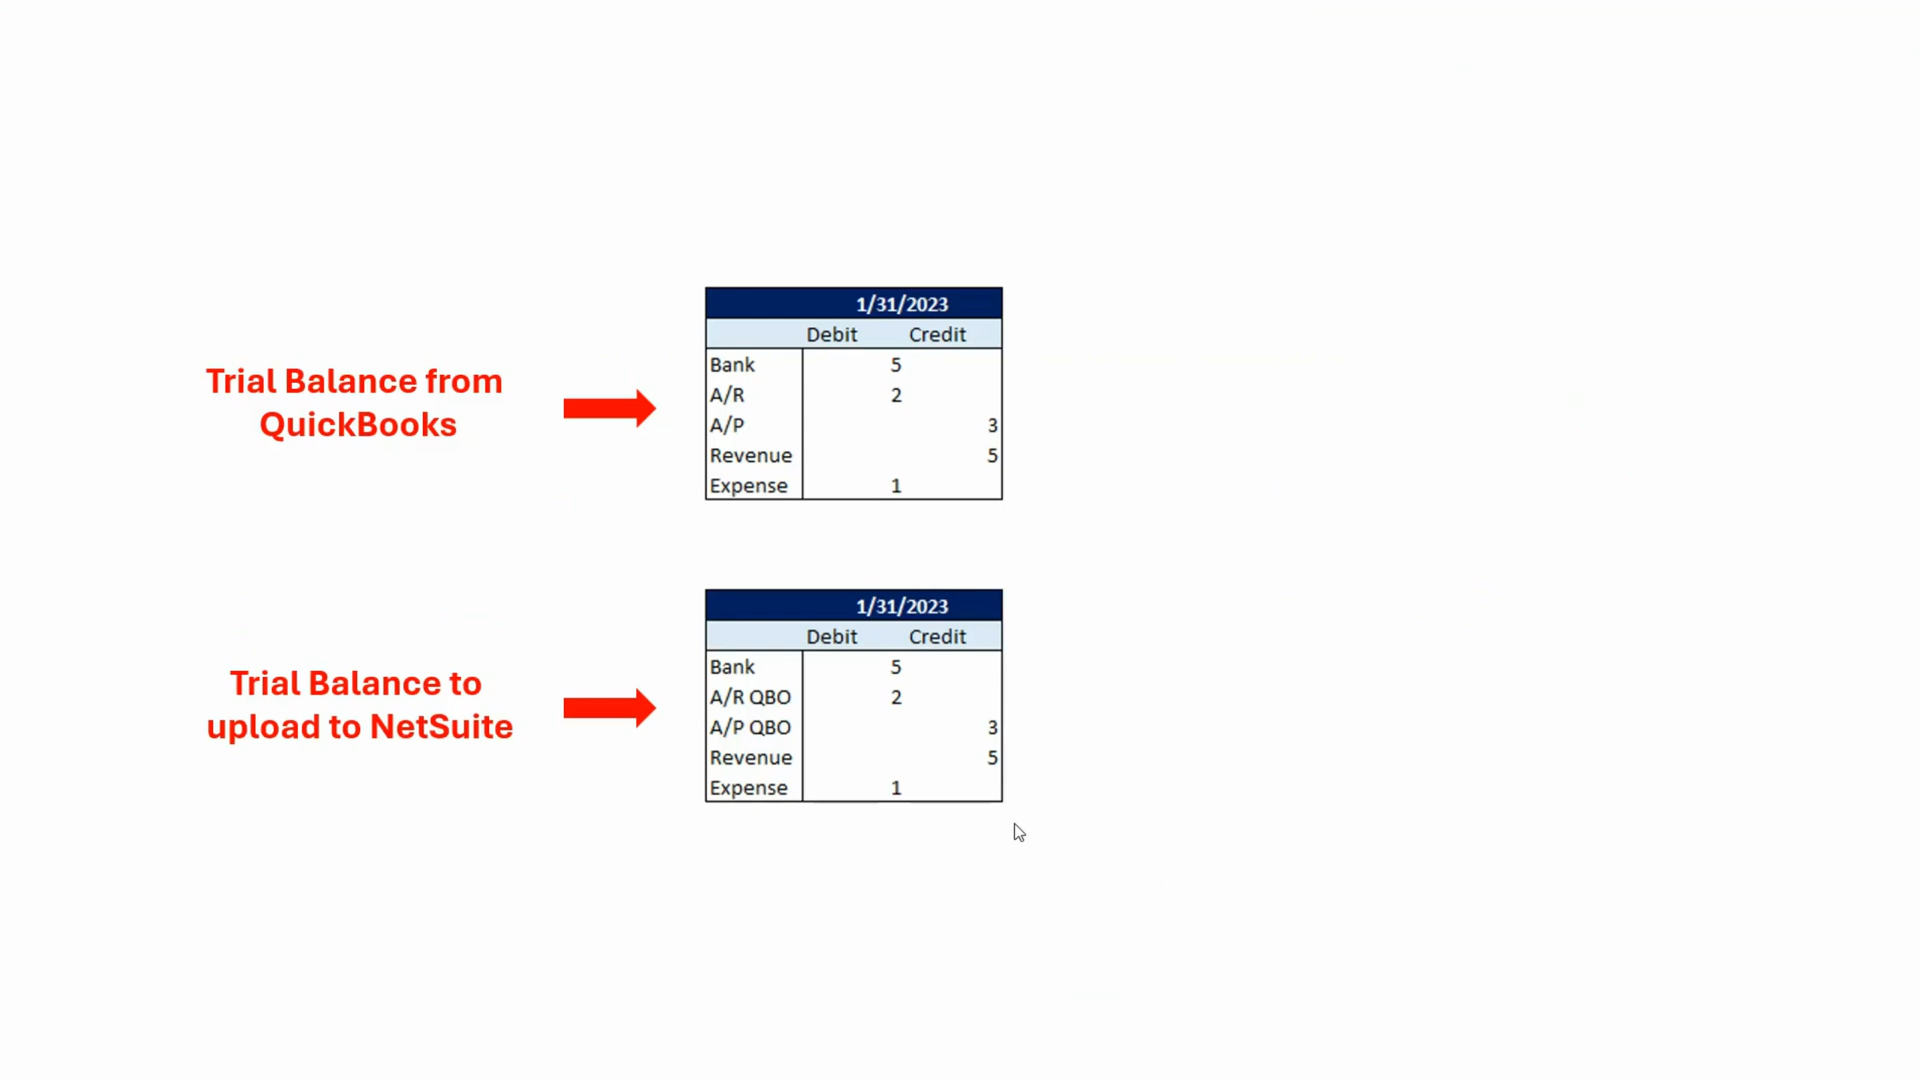 Trial Balance from
QuickBooks
1/31/2023
Debit Credit
Bank 5
A/R 2
A/P 3
Revenue 5
Expense 1
Trial Balance to
upload to NetSuite
1/31/2023
Debit Credit
Bank 5
A/R QBO 2
A/P QBO 3
Revenue 5
Expense 1